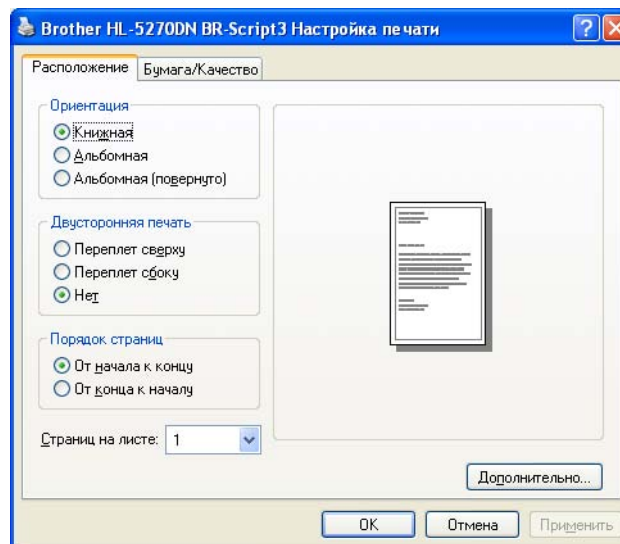 Brother HL-5270DN BR-Script3 Настройка печати
Расположение Бумага/Качество
Ориентация
Книжная
Альбомная
Альбомная (повернуто)
Двусторонняя печать
Переплет сверху
Переплет сбоку
Нет
Порядок страниц
От начала к концу
От конца к началу
Страниц на листе: 1
Дополнительно...
ОК Отмена Применить